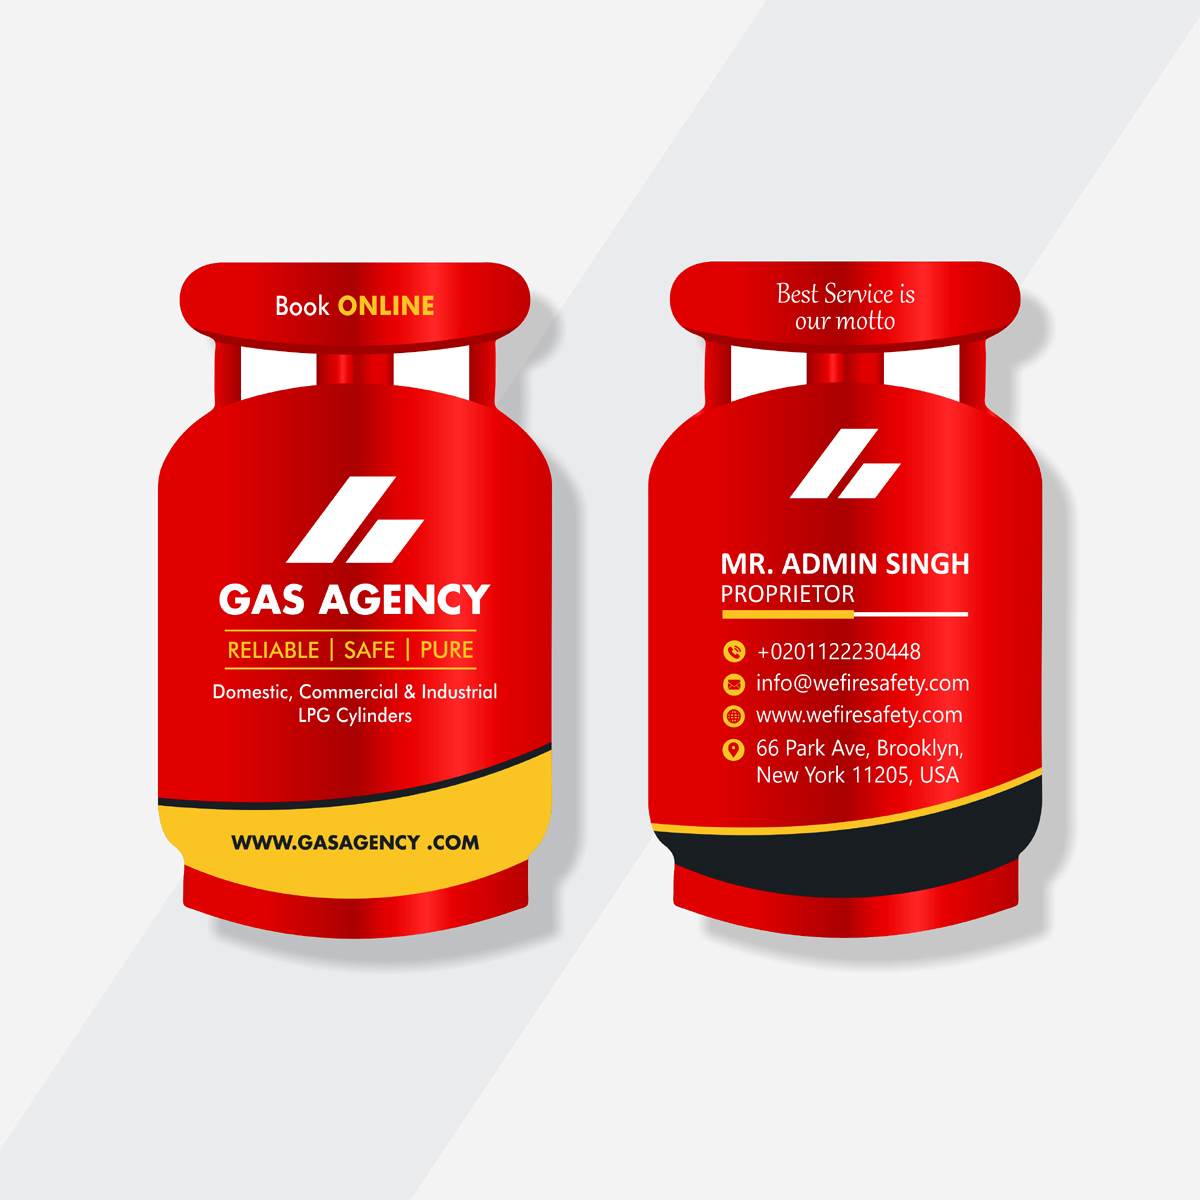 Book ONLINE
GAS AGENCY
RELIABLE | SAFE | PURE
Domestic, Commercial & Industrial
LPG Cylinders
WWW.GASAGENCY .COM
Best Service is
our motto
MR. ADMIN SINGH
PROPRIETOR
+0201122230448
info@wefiresafety.com
www.wefiresafety.com
66 Park Ave, Brooklyn,
New York 11205, USA